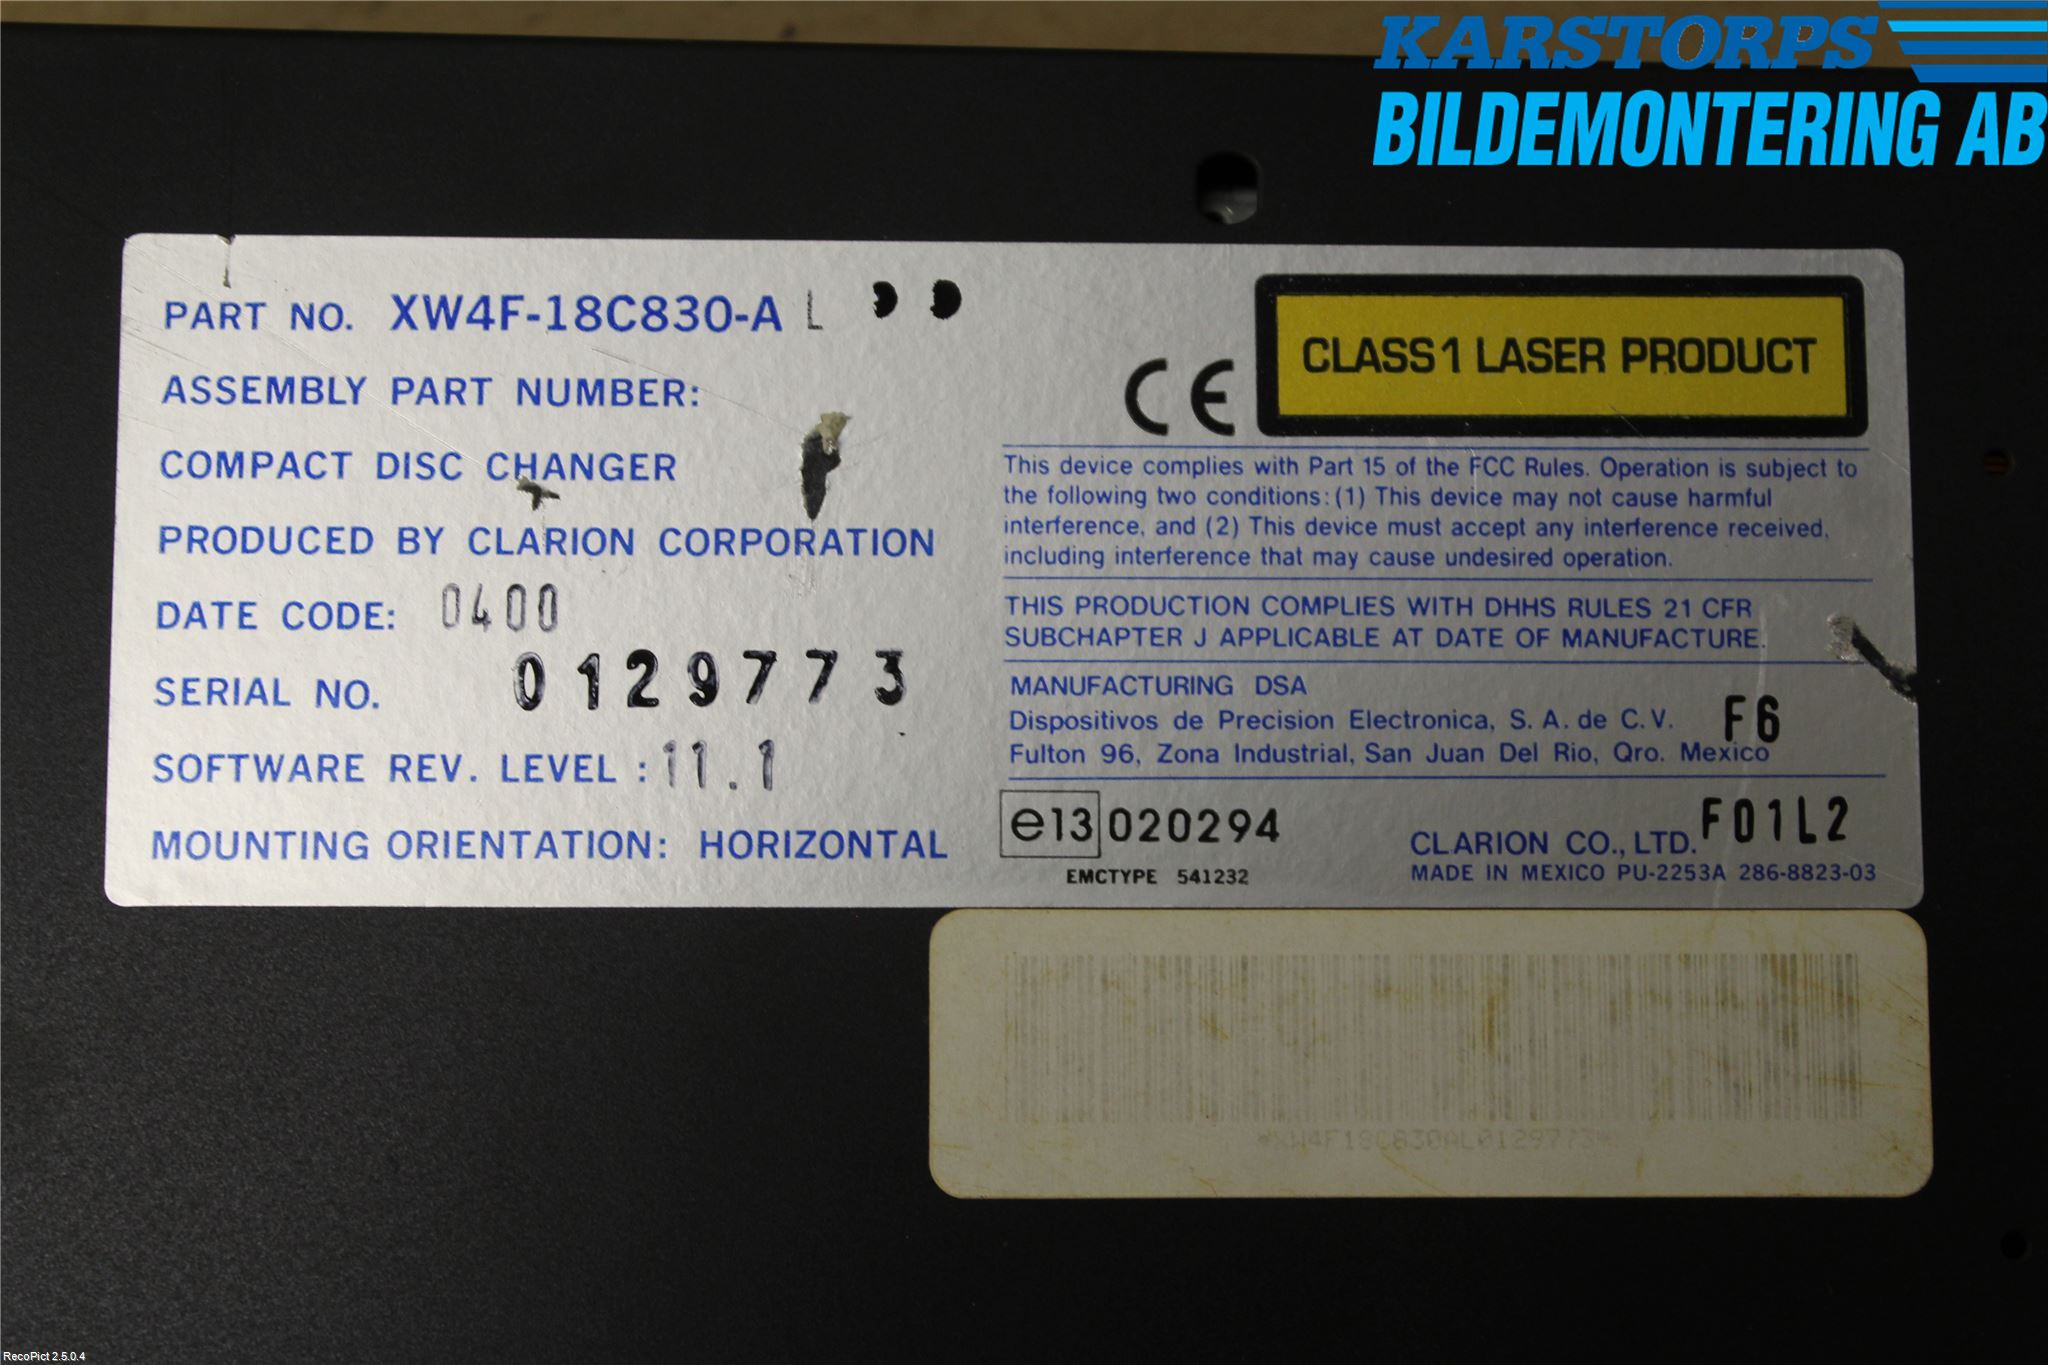 KARSTORPS
BILDEMONTERING AB
PART NO. XW4F-18C830-A L
ASSEMBLY PART NUMBER:
COMPACT DISC CHANGER
PRODUCED BY CLARION CORPORATION
DATE CODE: 0400
SERIAL NO. 0129773
SOFTWARE REV. LEVEL : 11.1
MOUNTING ORIENTATION: HORIZONTAL
CE
CLASS 1 LASER PRODUCT
This device complies with Part 15 of the FCC Rules. Operation is subject to
the following two conditions: (1) This device may not cause harmful
interference, and (2) This device must accept any interference received,
including interference that may cause undesired operation.
THIS PRODUCTION COMPLIES WITH DHHS RULES 21 CFR
SUBCHAPTER J APPLICABLE AT DATE OF MANUFACTURE.
MANUFACTURING DSA
Dispositivos de Precision Electronica, S. A. de C. V. F6
Fulton 96, Zona Industrial, San Juan Del Rio, Qro. Mexico
e13 020294
EMCTYPE 541232
CLARION CO., LTD. F01L2
MADE IN MEXICO PU-2253A 286-8823-03
*XW4F18C830AL0129773*
RecoPict 2.5.0.4